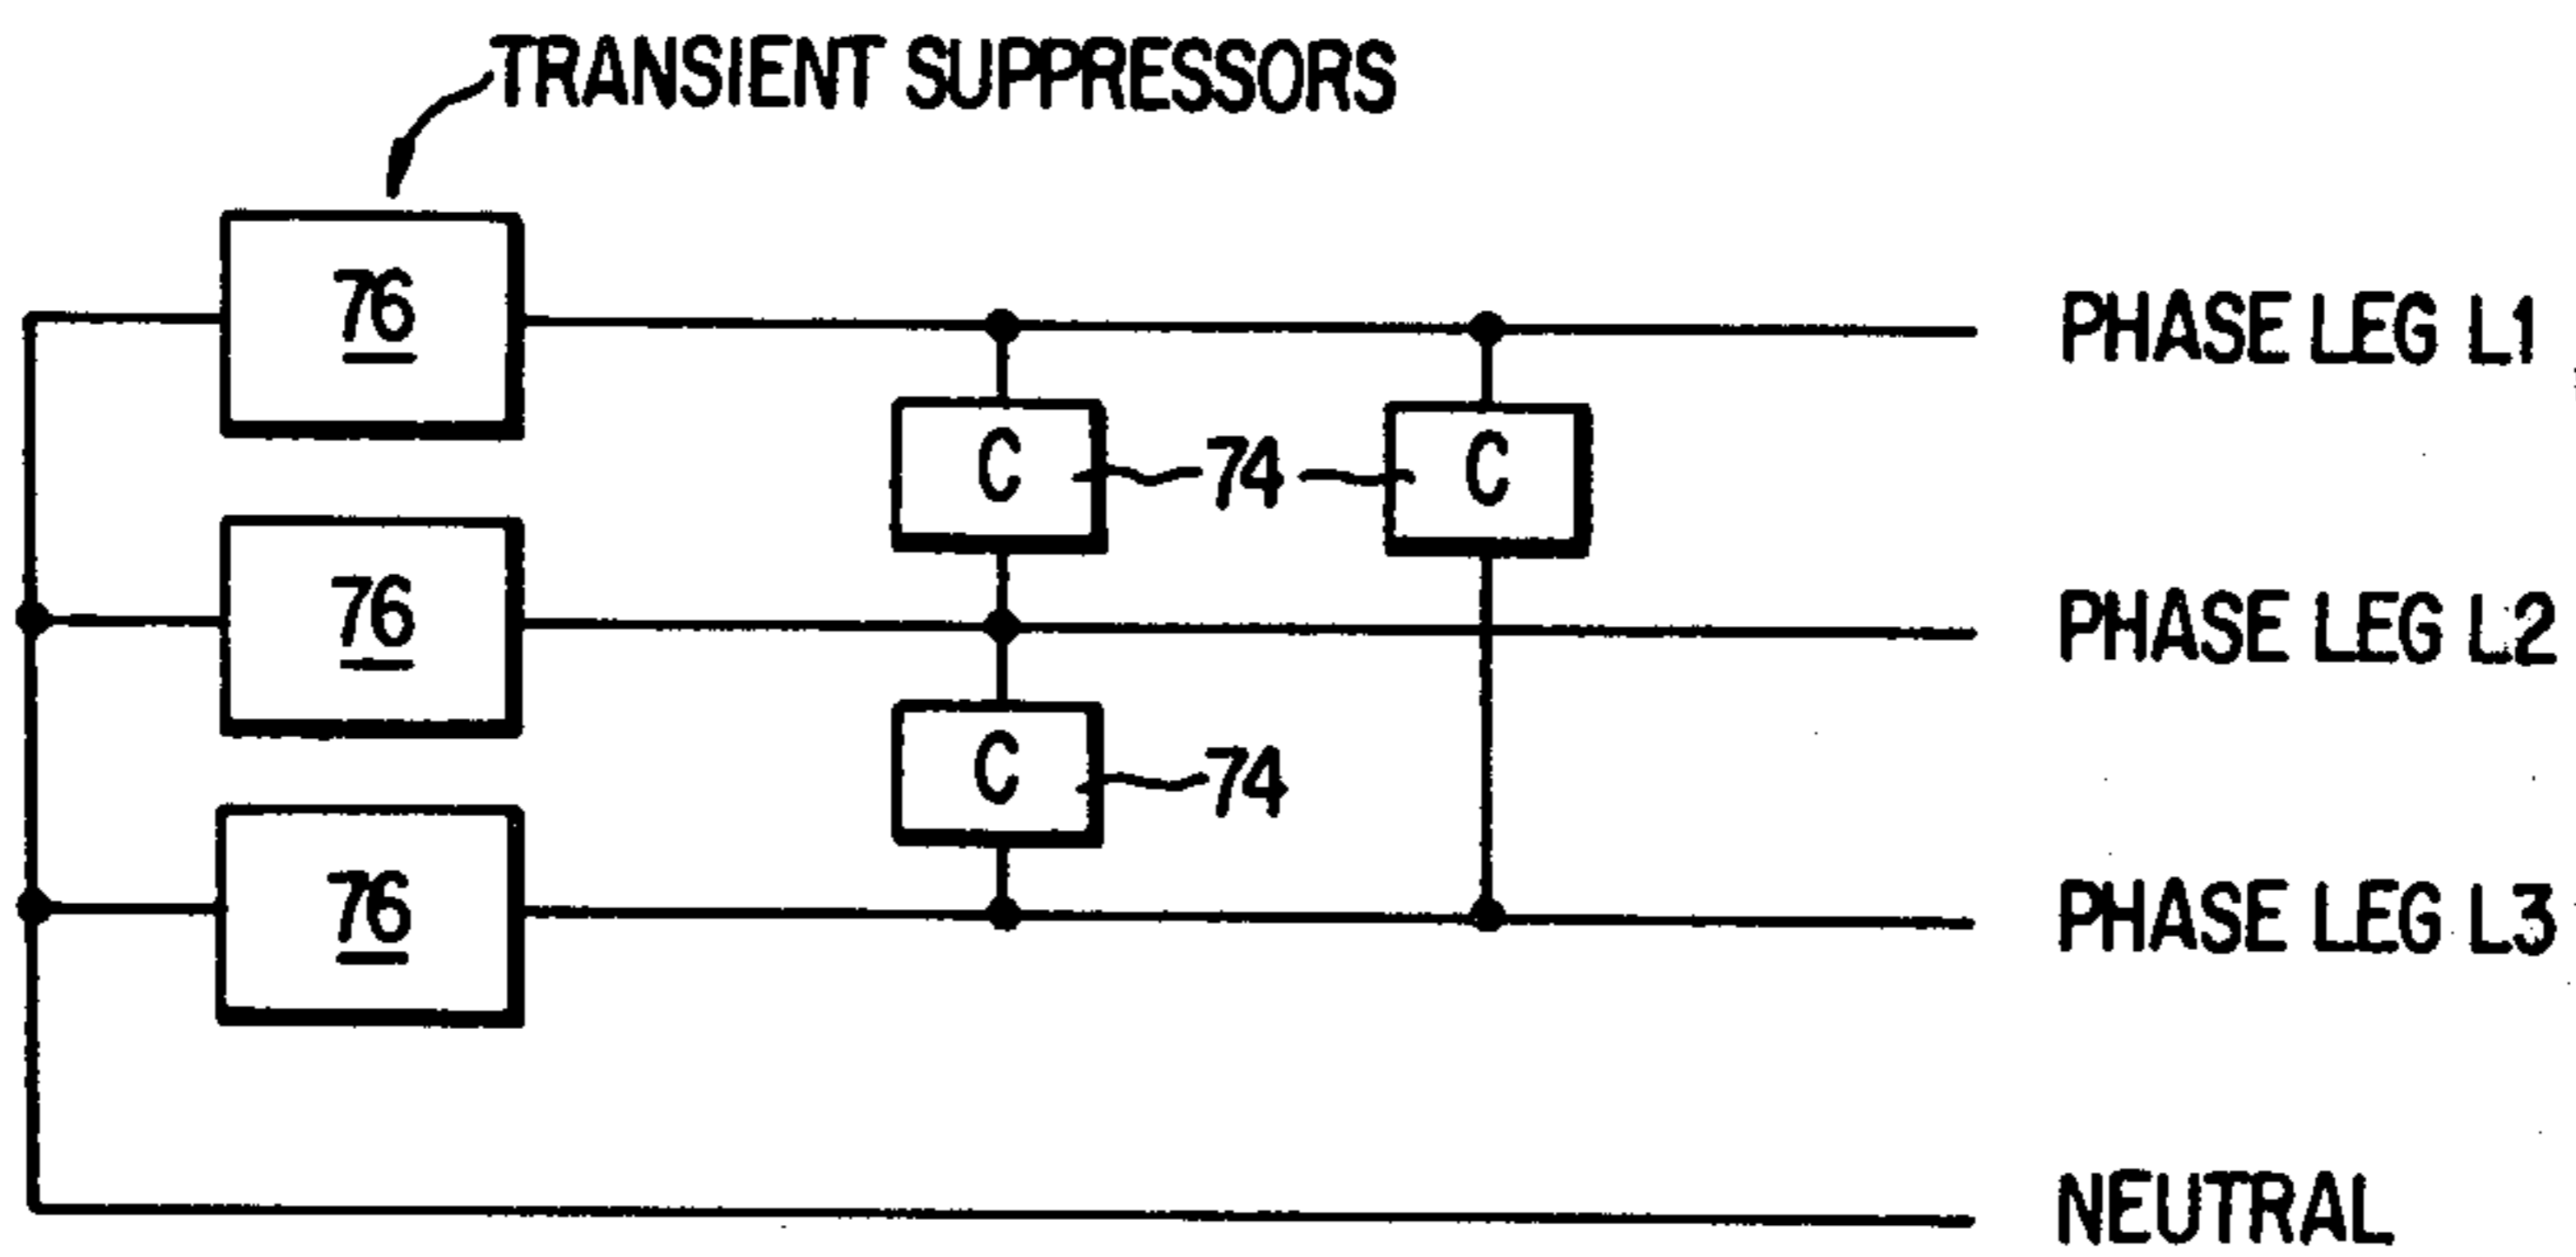 TRANSIENT SUPPRESSORS
76
PHASE LEG L1
C 74 C
76
PHASE LEG L2
C 74
76
PHASE LEG L3
NEUTRAL